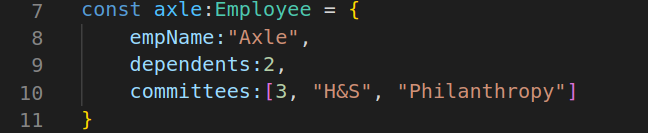 7 const axle:Employee = {
8 empName:"Axle",
9 dependents:2,
10 committees:[3, "H&S", "Philanthropy"]
11 }